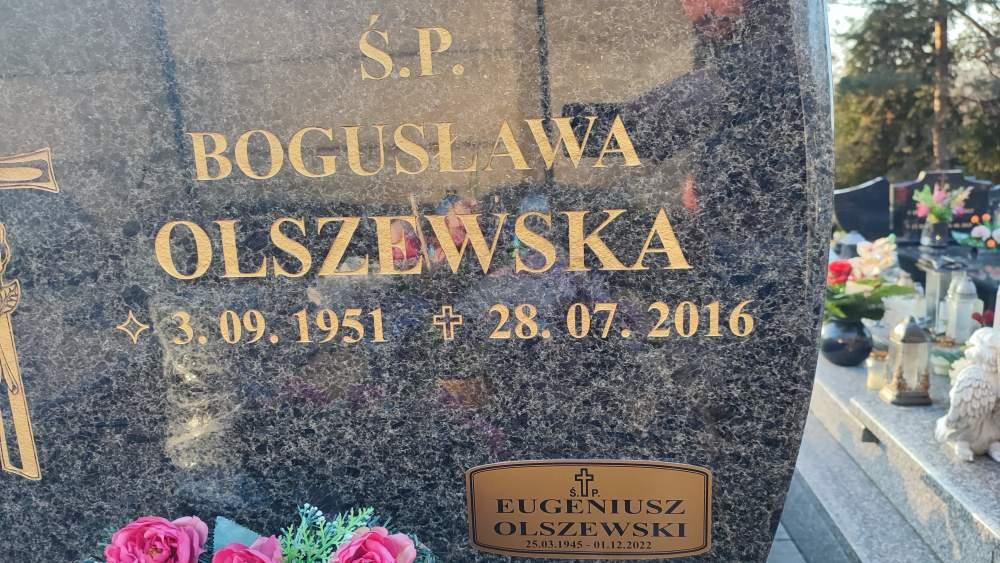 Ś.P.
BOGUSŁAWA
OLSZEWSKA
3. 09. 1951 28. 07. 2016
Ś P.
EUGENIUSZ
OLSZEWSKI
25.03.1945 - 01.12.2022